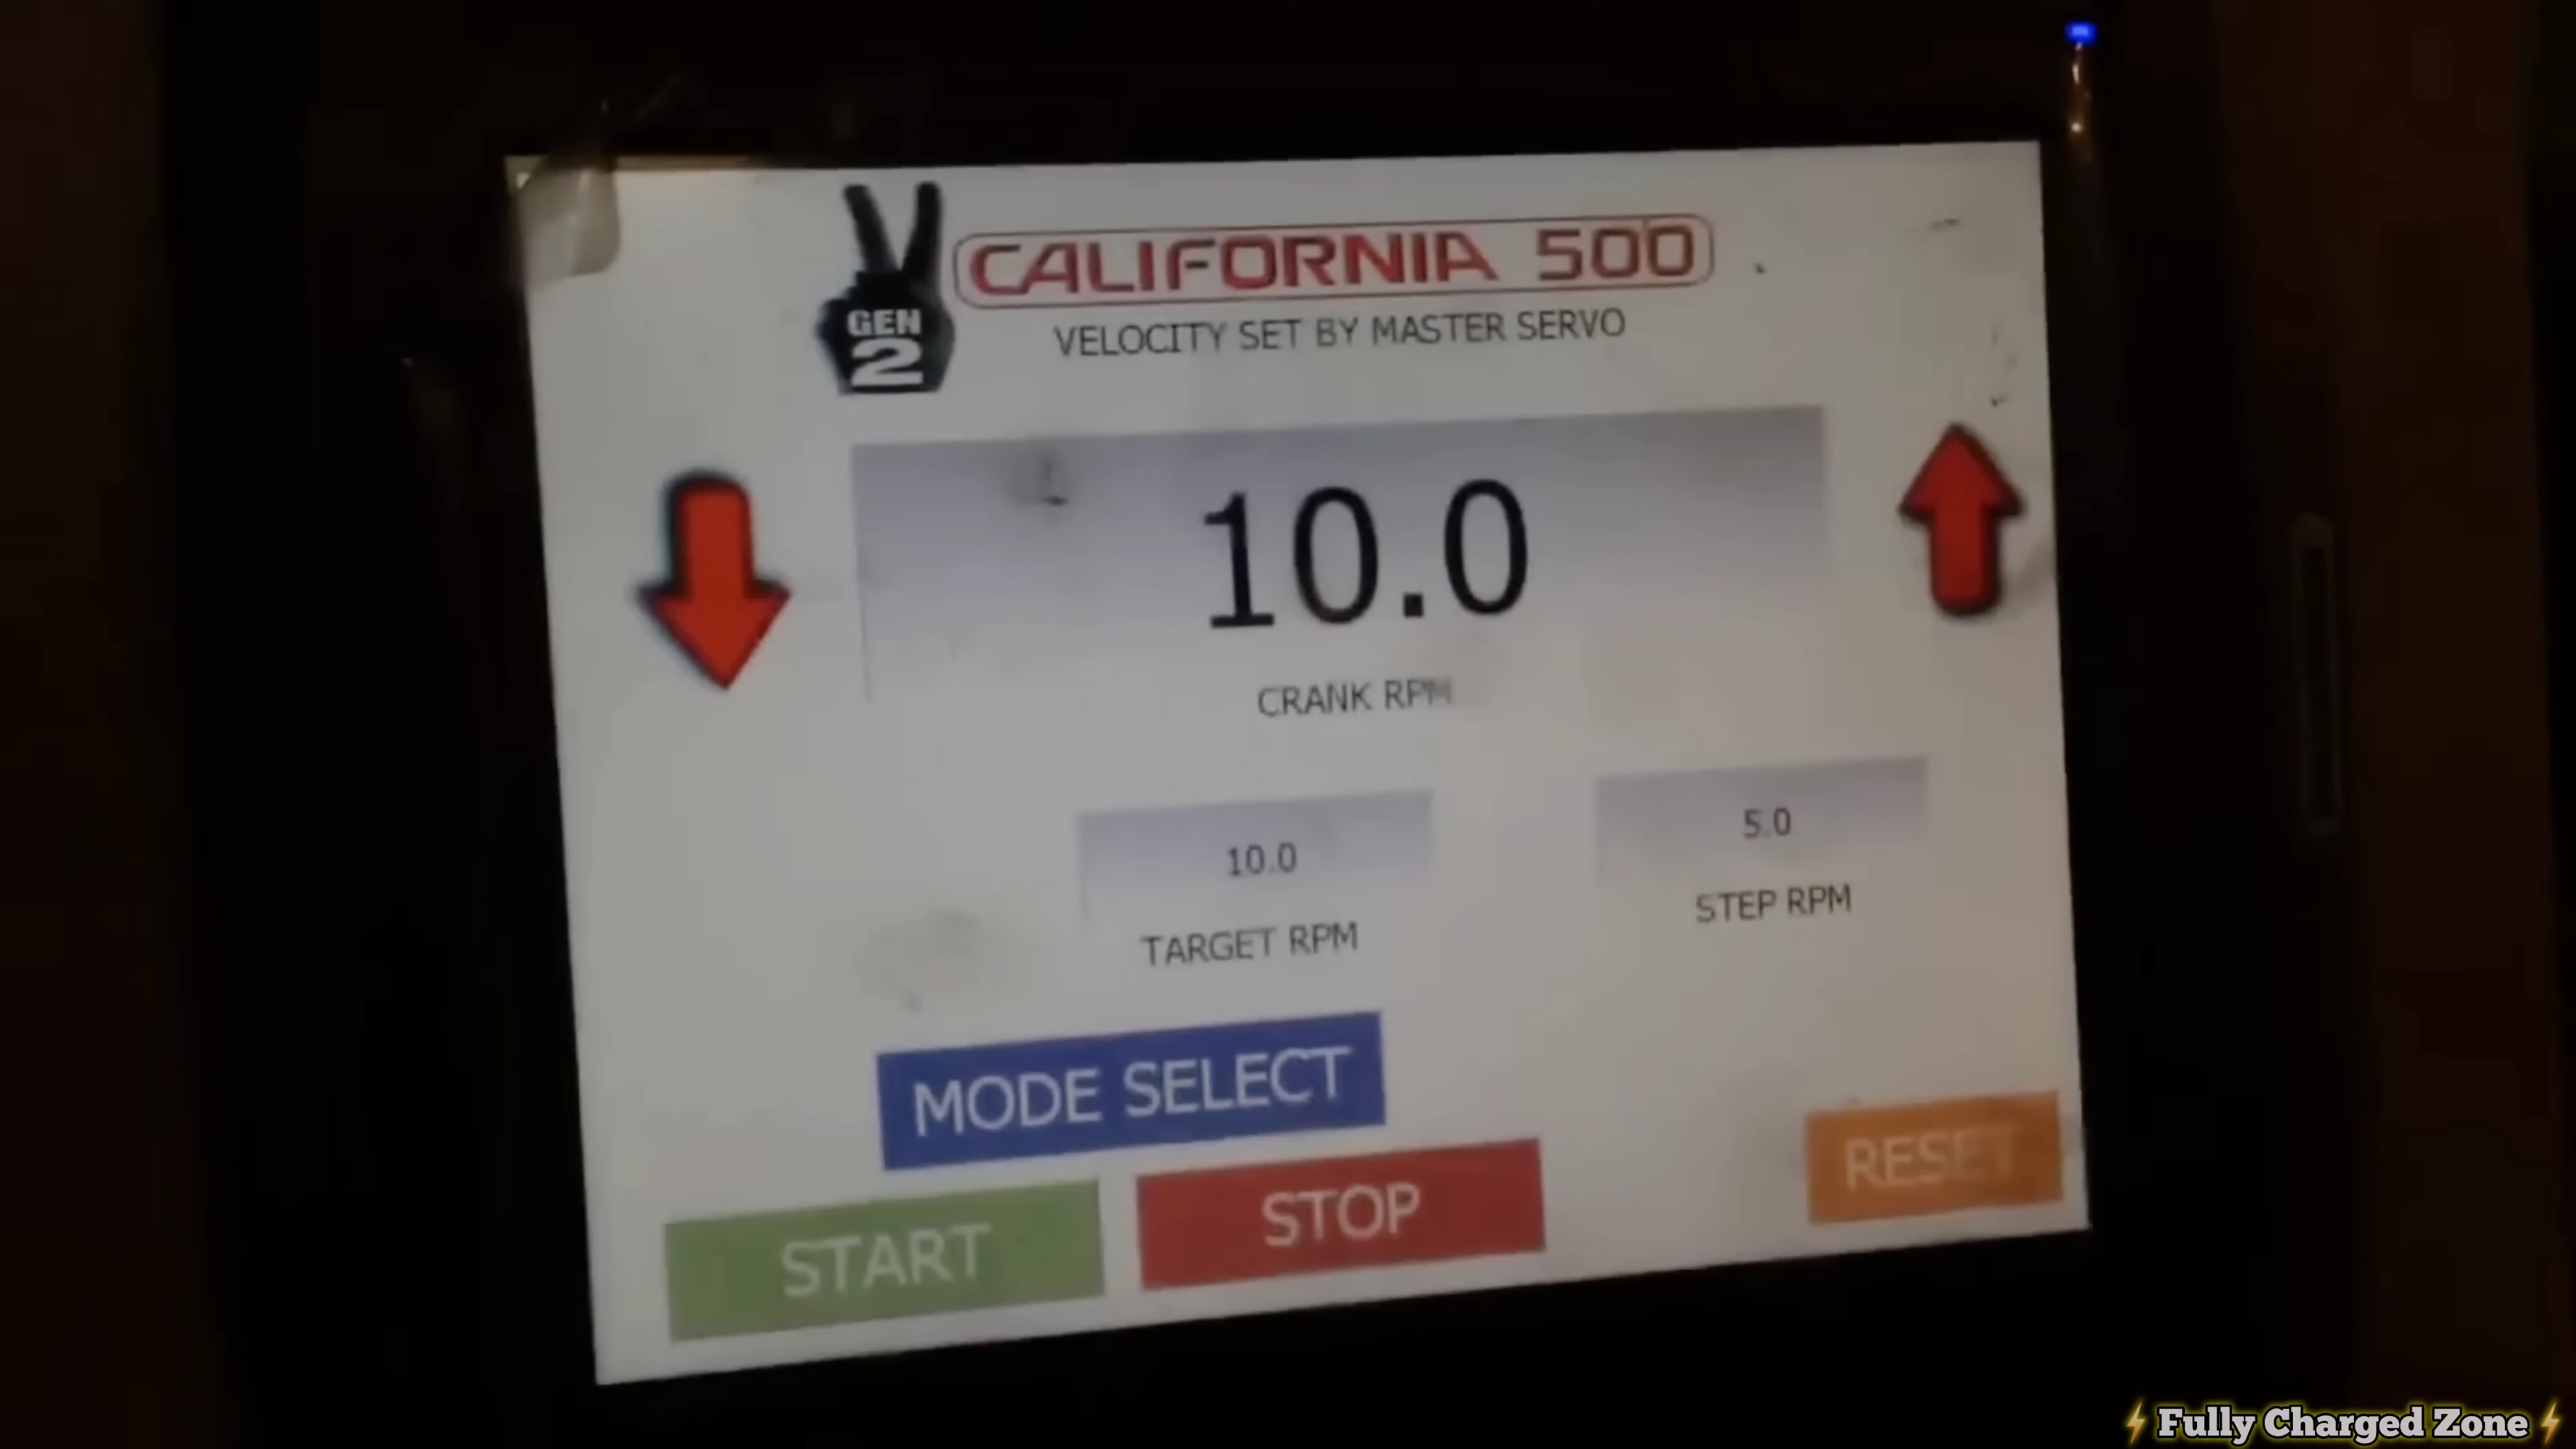 CALIFORNIA 500
GEN
2
VELOCITY SET BY MASTER SERVO
10.0
CRANK RPM
10.0
5.0
TARGET RPM
STEP RPM
MODE SELECT
START
STOP
RESET
⚡Fully Charged Zone⚡